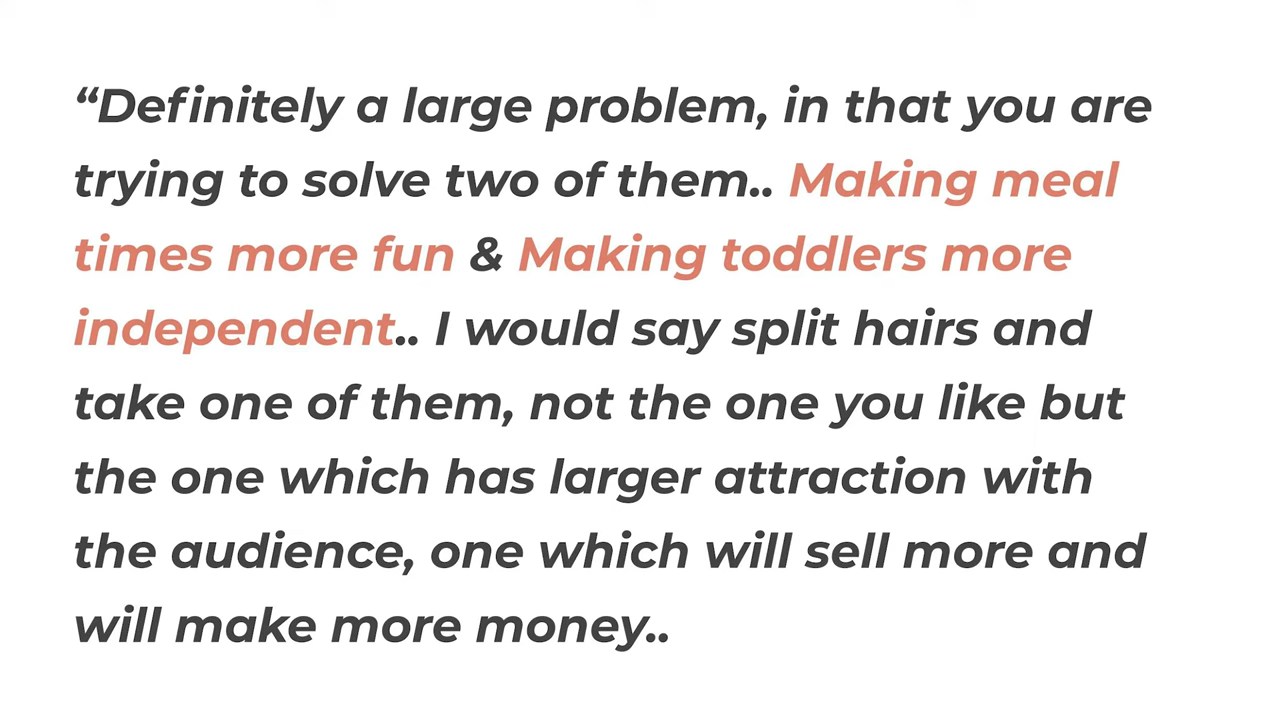 “Definitely a large problem, in that you are
trying to solve two of them.. Making meal
times more fun & Making toddlers more
independent.. I would say split hairs and
take one of them, not the one you like but
the one which has larger attraction with
the audience, one which will sell more and
will make more money..